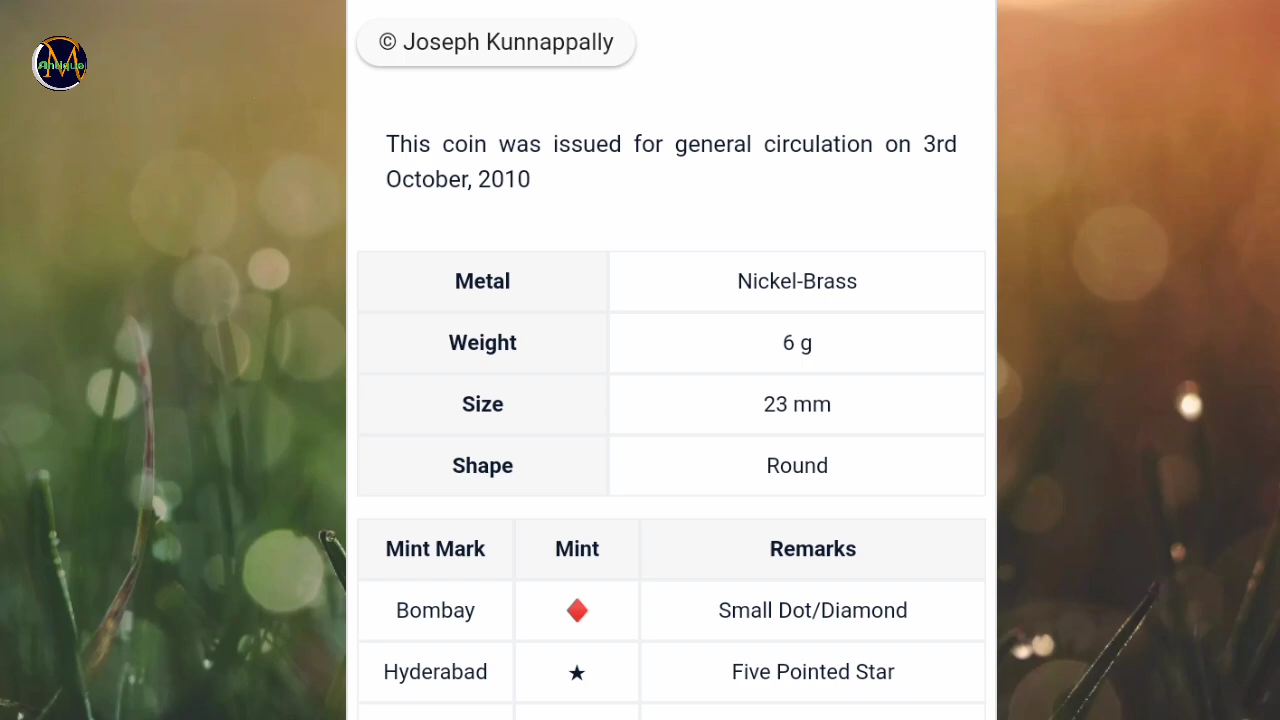 M
Antique
© Joseph Kunnappally
This coin was issued for general circulation on 3rd
October, 2010
Metal Nickel-Brass
Weight 6 g
Size 23 mm
Shape Round
Mint Mark Mint Remarks
Bombay ♦ Small Dot/Diamond
Hyderabad ★ Five Pointed Star